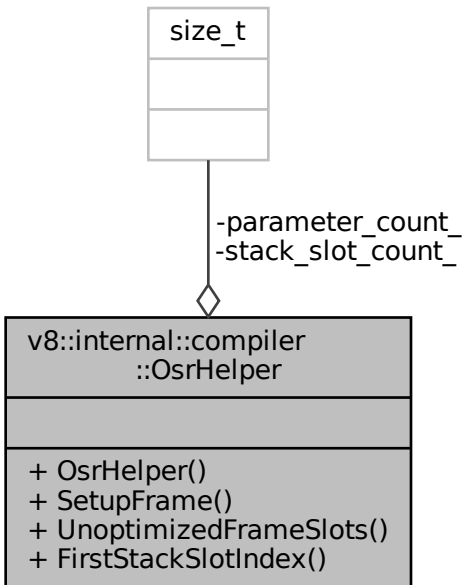 size_t
-parameter_count_
-stack_slot_count_
v8::internal::compiler
::OsrHelper
+ OsrHelper()
+ SetupFrame()
+ UnoptimizedFrameSlots()
+ FirstStackSlotIndex()